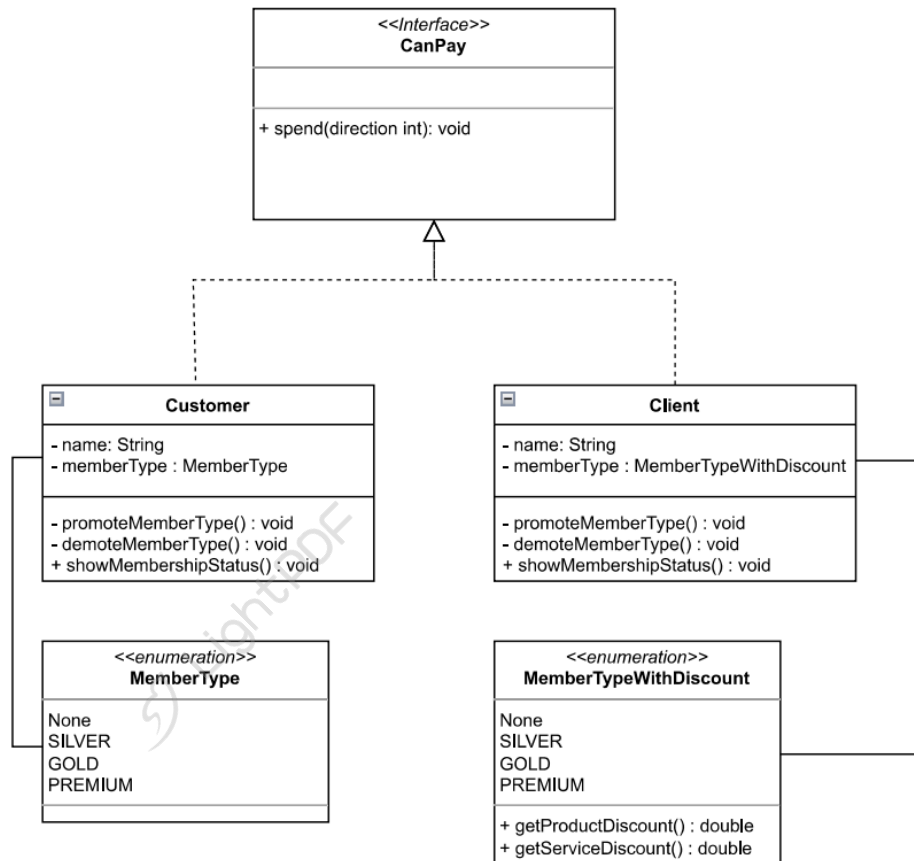 <<Interface>>
CanPay
+ spend(direction int): void
Customer
- name: String
- memberType : MemberType
- promoteMemberType() : void
- demoteMemberType() : void
+ showMembershipStatus() : void
Client
- name: String
- memberType : MemberTypeWithDiscount
- promoteMemberType() : void
- demoteMemberType() : void
+ showMembershipStatus() : void
<<enumeration>>
MemberType
None
SILVER
GOLD
PREMIUM
<<enumeration>>
MemberTypeWithDiscount
None
SILVER
GOLD
PREMIUM
+ getProductDiscount() : double
+ getServiceDiscount() : double
LightPDF